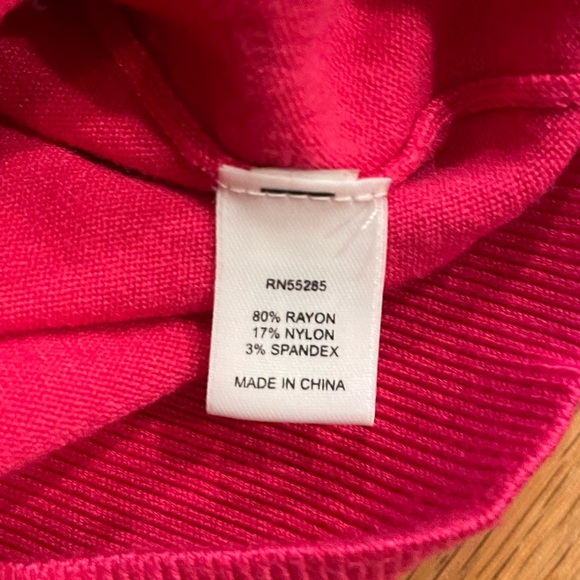 RN55285
80% RAYON
17% NYLON
3% SPANDEX
MADE IN CHINA